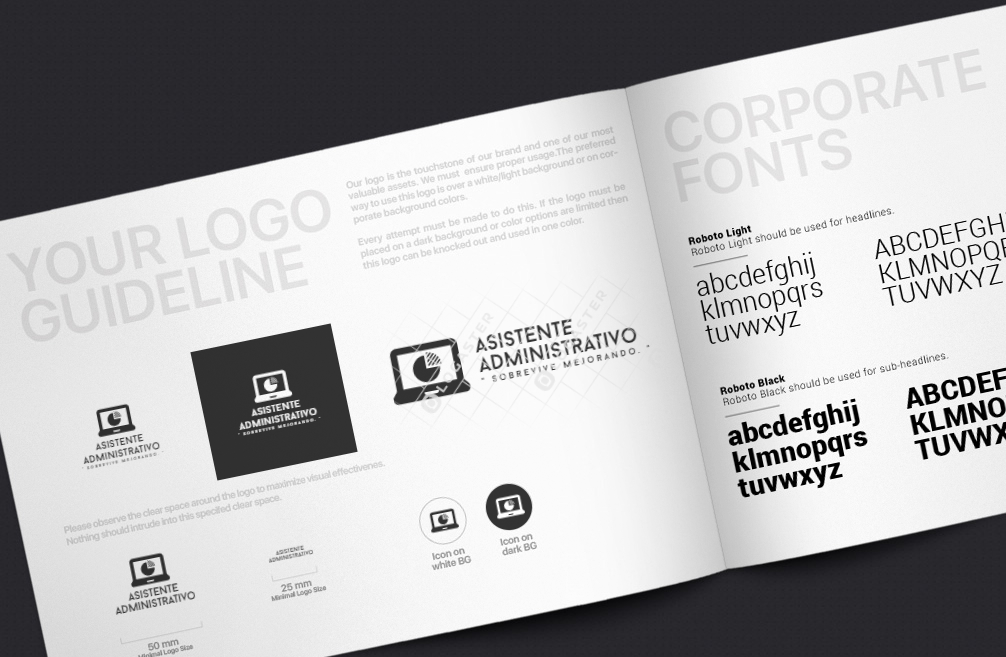 YOUR LOGO
GUIDELINE
Our logo is the touchstone of our brand and one of our most
valuable assets. We must ensure proper usage.The preferred
way to use this logo is over a white/light background or on cor-
porate background colors.
Every attempt must be made to do this. If the logo must be
placed on a dark background or color options are limited then
this logo can be knocked out and used in one color.
ASISTENTE
ADMINISTRATIVO
- SOBREVIVE MEJORANDO. -
ASISTENTE
ADMINISTRATIVO
- SOBREVIVE MEJORANDO. -
ASISTENTE
ADMINISTRATIVO
- SOBREVIVE MEJORANDO. -
Please observe the clear space around the logo to maximize visual effectivenes.
Nothing should intrude into this specified clear space.
ASISTENTE
ADMINISTRATIVO
50 mm
Minimal Logo Size
ASISTENTE
ADMINISTRATIVO
25 mm
Minimal Logo Size
Icon on
white BG
Icon on
dark BG
CORPORATE
FONTS
Roboto Light
Roboto Light should be used for headlines.
abcdefghij
klmnopqrs
tuvwxyz
ABCDEFGH
KLMNOPQ
TUVWXYZ
Roboto Black
Roboto Black should be used for sub-headlines.
abcdefghij
klmnopqrs
tuvwxyz
ABCDEF
KLMNO
TUVWX